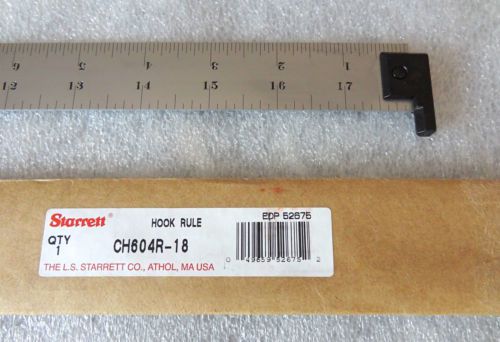 6 5 4 3 2 1
12 13 14 15 16 17
Starrett HOOK RULE EDP 52675
QTY 1 CH604R-18
0 49659 52675 2
THE L.S. STARRETT CO., ATHOL, MA USA